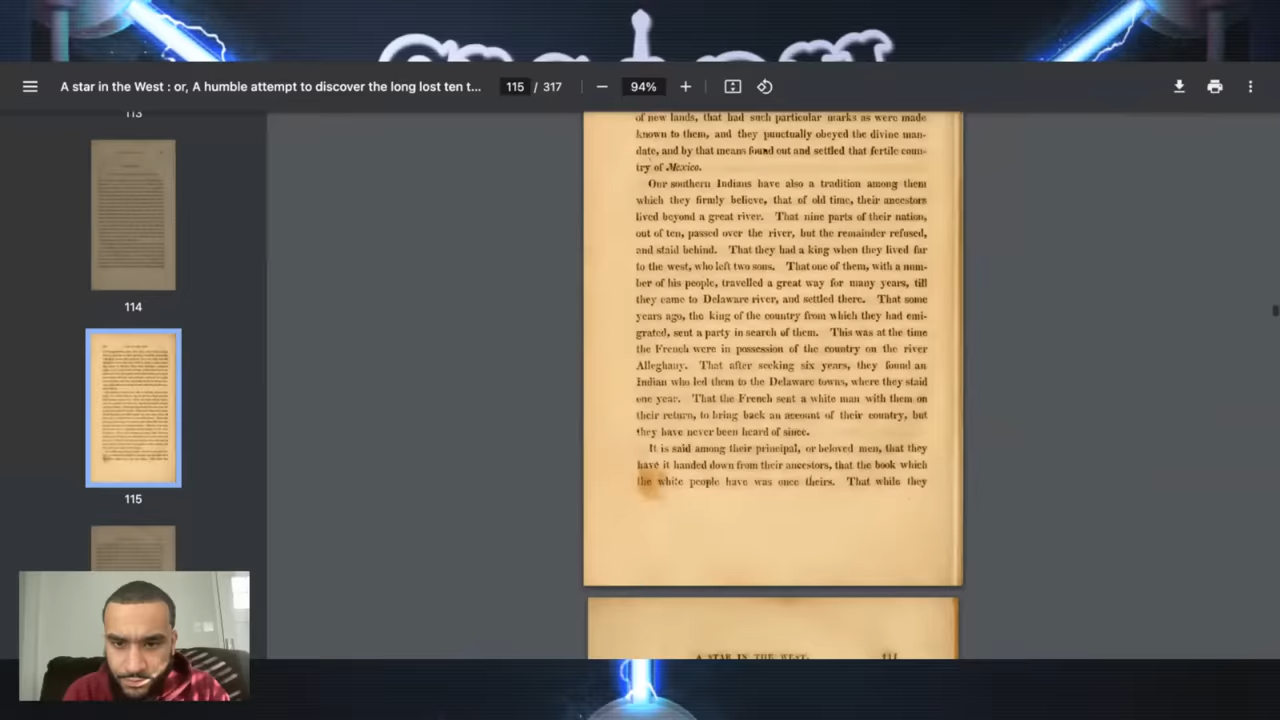 A star in the West : or, A humble attempt to discover the long lost ten t...
115 / 317
94%
113
114
115
of new lands, that had such particular marks as were made
known to them, and they punctually obeyed the divine man-
date, and by that means found out and settled that fertile coun-
try of Mexico.
Our southern Indians have also a tradition among them
which they firmly believe, that of old time, their ancestors
lived beyond a great river. That nine parts of their nation,
out of ten, passed over the river, but the remainder refused,
and staid behind. That they had a king when they lived far
to the west, who left two sons. That one of them, with a num-
ber of his people, travelled a great way for many years, till
they came to Delaware river, and settled there. That some
years ago, the king of the country from which they had emi-
grated, sent a party in search of them. This was at the time
the French were in possession of the country on the river
Alleghany. That after seeking six years, they found an
Indian who led them to the Delaware towns, where they staid
one year. That the French sent a white man with them on
their return, to bring back an account of their country, but
they have never been heard of since.
It is said among their principal, or beloved men, that they
have it handed down from their ancestors, that the book which
the white people have was once theirs. That while they
A STAR IN THE WEST.